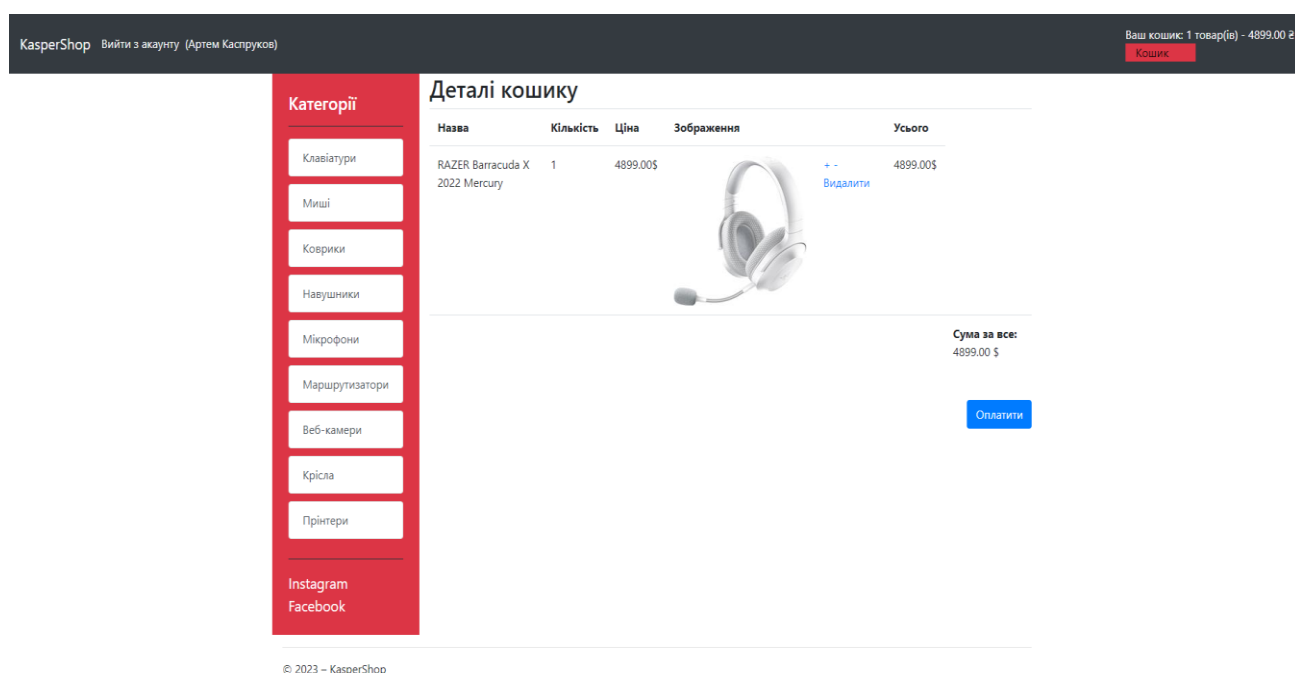 KasperShop Вийти з акаунту (Артем Каспруков)
Ваш кошик: 1 товар(ів) - 4899.00 ₴
Кошик
Категорії
Клавіатури
Миші
Коврики
Навушники
Мікрофони
Маршрутизатори
Веб-камери
Крісла
Прінтери
Instagram
Facebook
Деталі кошику
Назва Кількість Ціна Зображення Усього
RAZER Barracuda X 1 4899.00$ + - 4899.00$
2022 Mercury Видалити
Сума за все:
4899.00 $
Оплатити
© 2023 – KasperShop